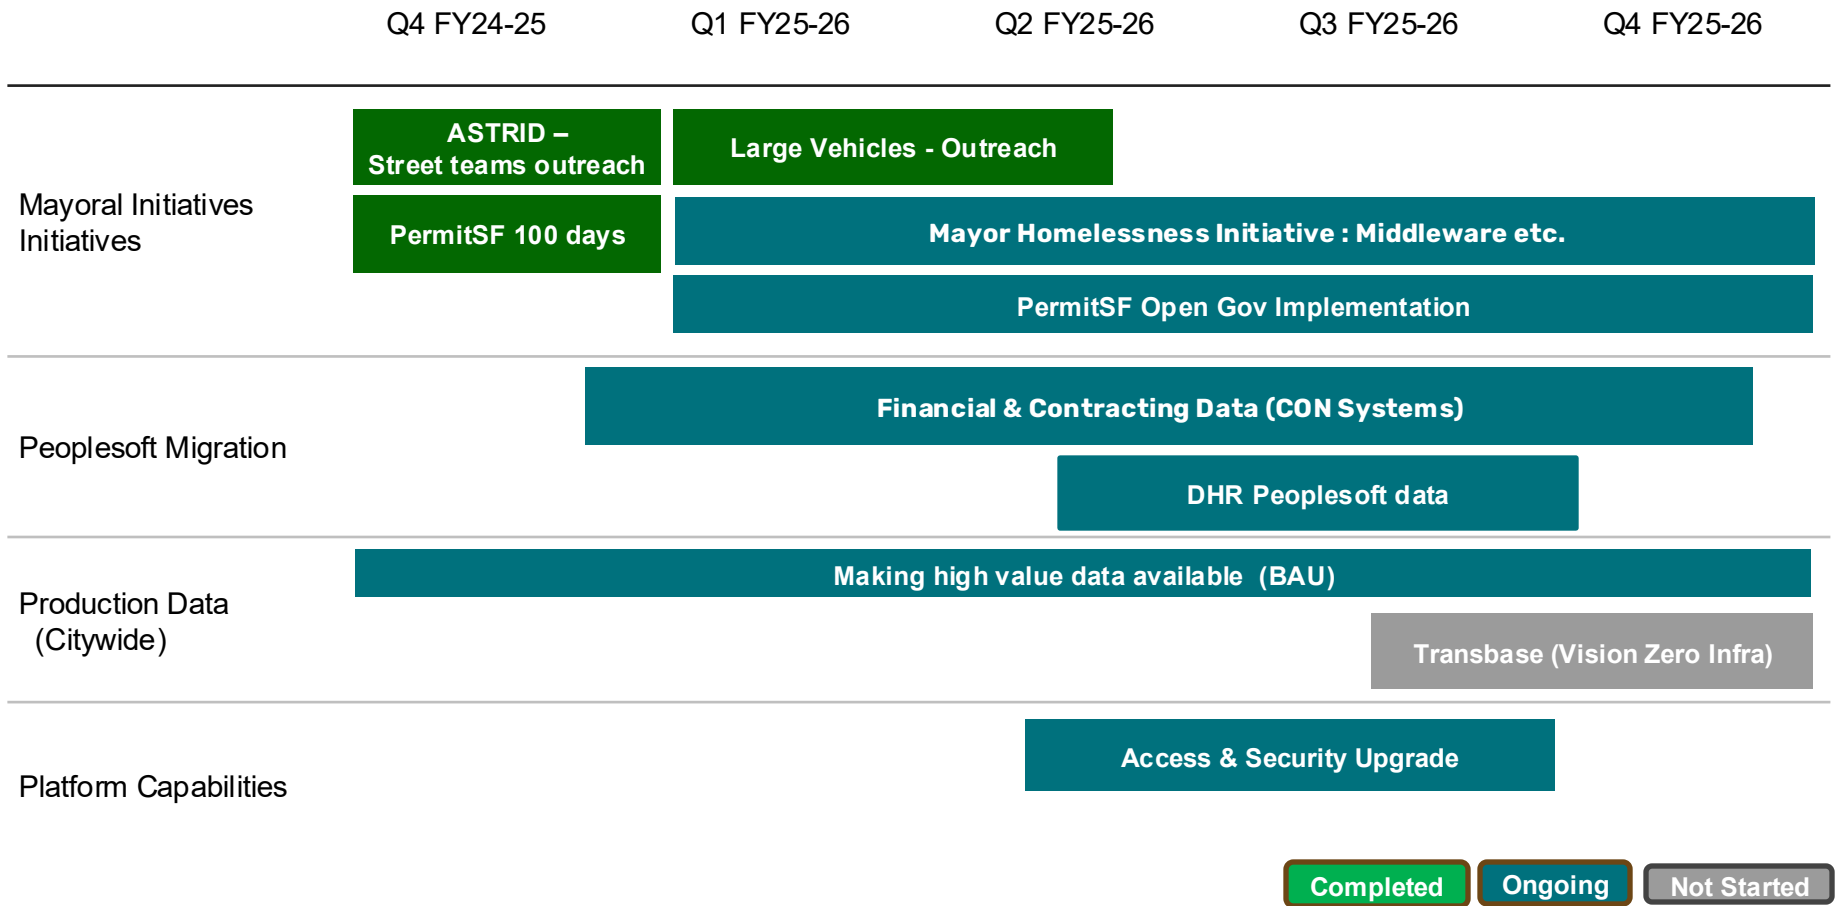 Q4 FY24-25 Q1 FY25-26 Q2 FY25-26 Q3 FY25-26 Q4 FY25-26
Mayoral Initiatives
Initiatives
ASTRID –
Street teams outreach
Large Vehicles - Outreach
PermitSF 100 days
Mayor Homelessness Initiative : Middleware etc.
PermitSF Open Gov Implementation
Peoplesoft Migration
Financial & Contracting Data (CON Systems)
DHR Peoplesoft data
Production Data
(Citywide)
Making high value data available (BAU)
Transbase (Vision Zero Infra)
Platform Capabilities
Access & Security Upgrade
Completed Ongoing Not Started